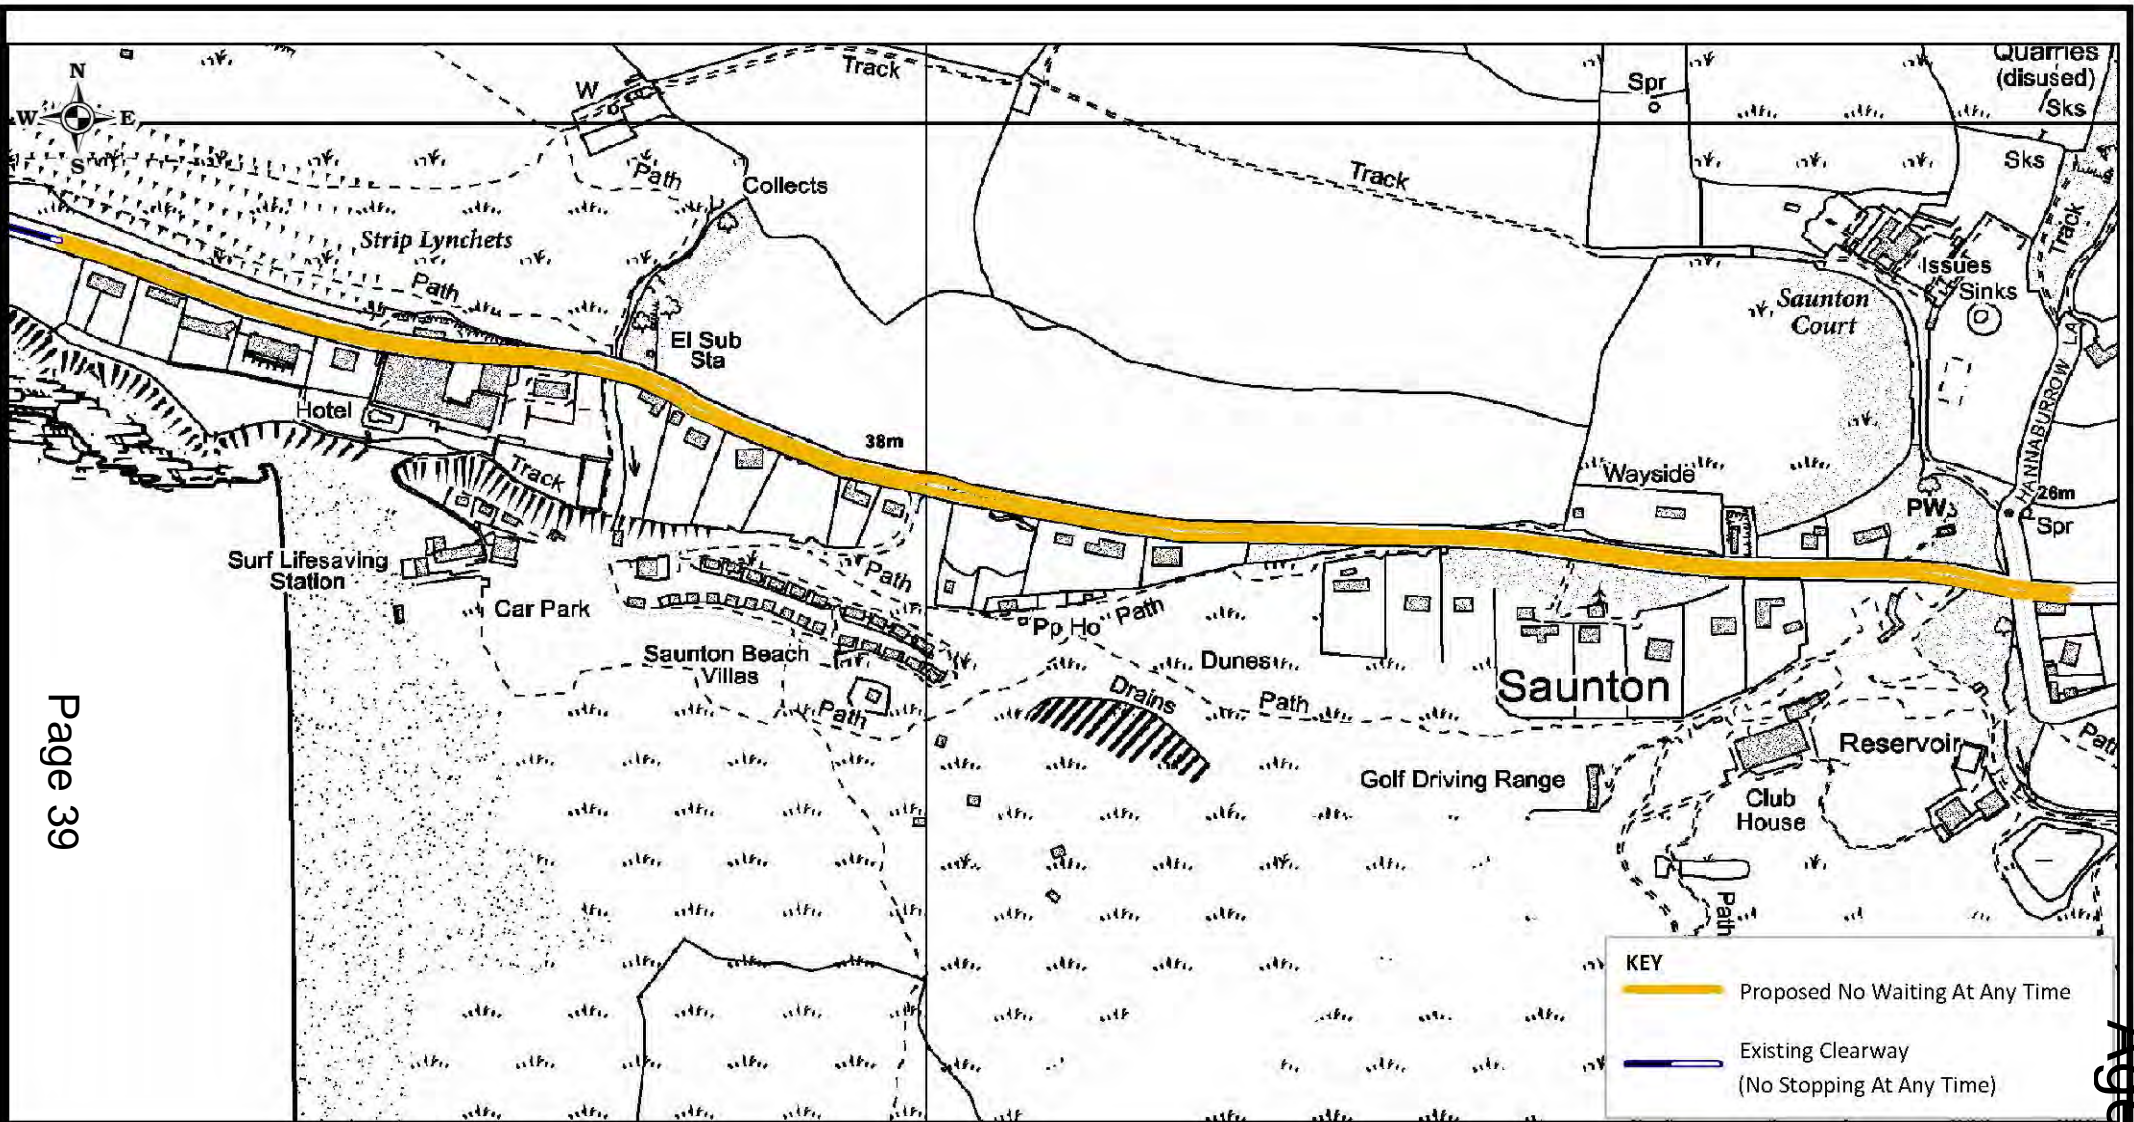 Quarries
(disused)
Sks
Sks
N
W
E
S
W
Track
Spr
Track
Path
Collects
Track
Strip Lynchets
Path
Issues
Sinks
Saunton
Court
El Sub
Sta
HANNABURROW LA
Hotel
38m
Track
Wayside
26m
PW
Spr
Surf Lifesaving
Station
Path
Car Park
Pp Ho
Path
Saunton Beach
Villas
Dunes
Saunton
Drains
Path
Path
Path
Reservoir
Golf Driving Range
Club
House
Path
Page 39
KEY
Proposed No Waiting At Any Time
Existing Clearway
(No Stopping At Any Time)
Age